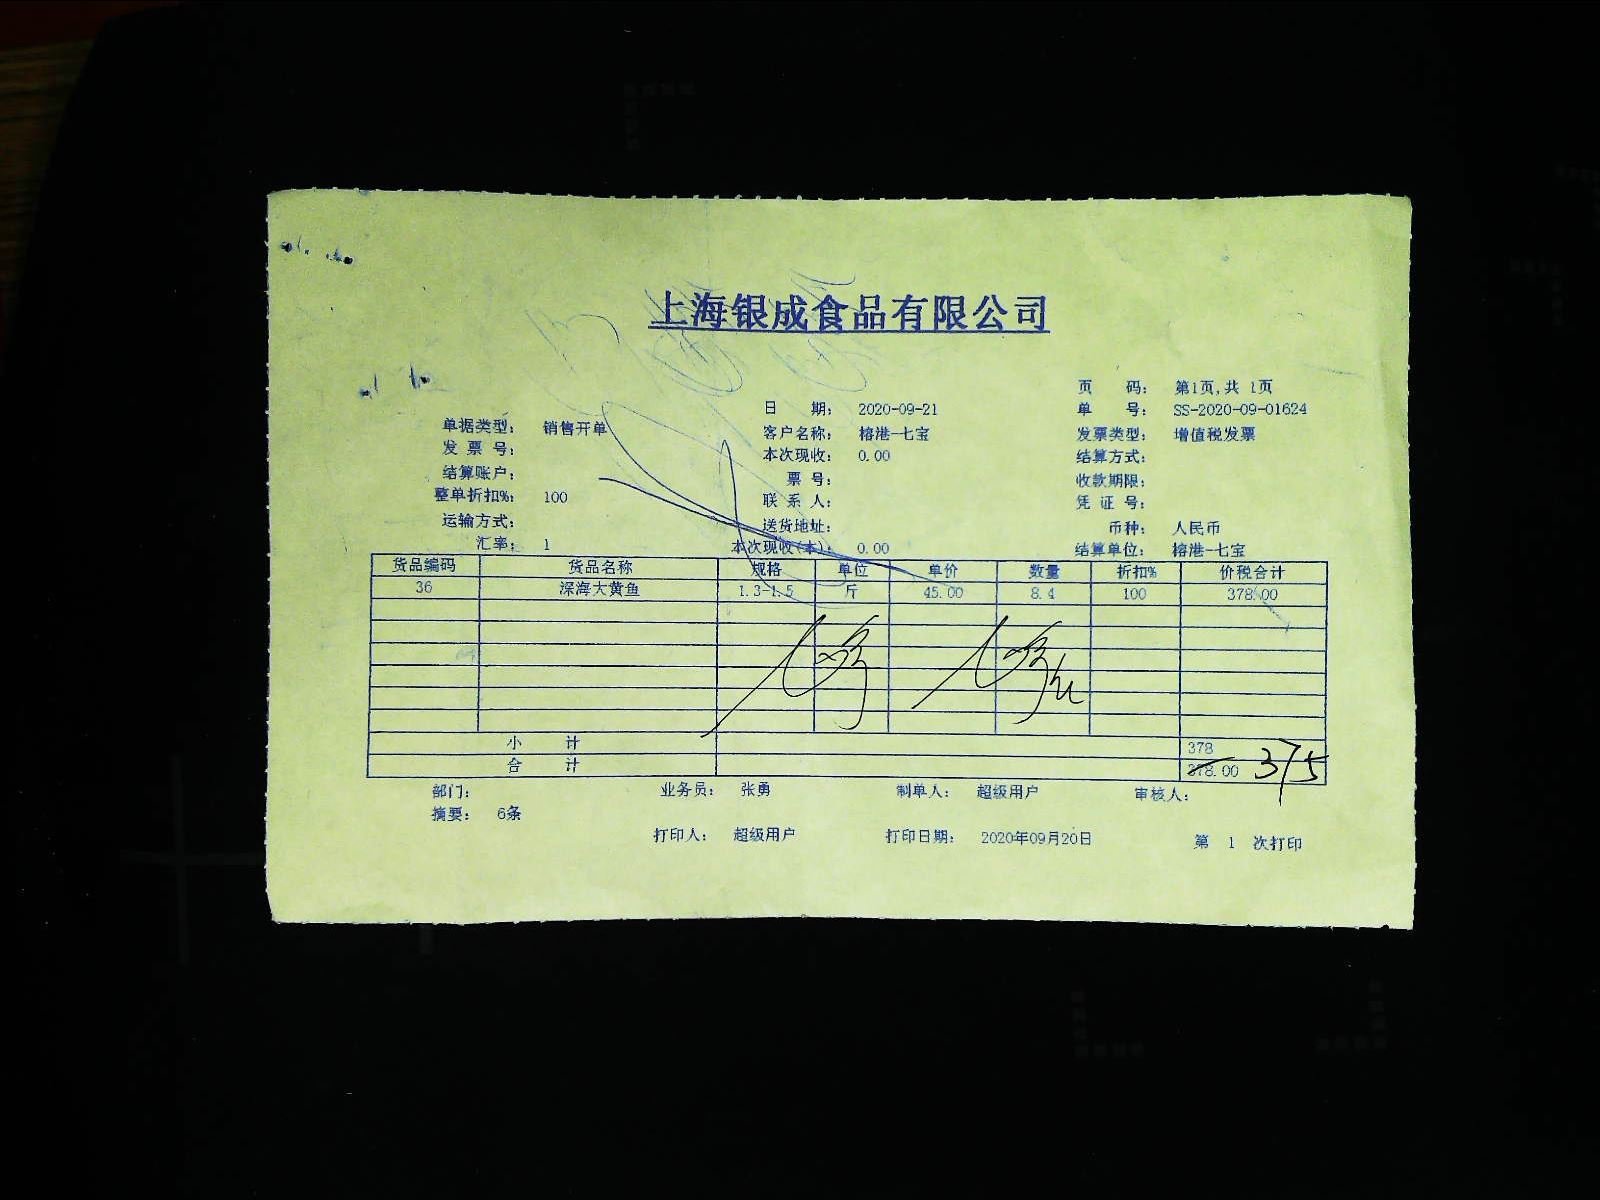 上海银成食品有限公司
页 码： 第1页,共 1页
日 期： 2020-09-21 单 号： SS-2020-09-01624
单据类型： 销售开单 客户名称： 榕港-七宝 发票类型： 增值税发票
发 票 号： 本次现收： 0.00 结算方式：
结算账户： 票 号： 收款期限：
整单折扣%： 100 联 系 人： 凭 证 号：
运输方式： 送货地址： 币种： 人民币
汇率： 1 本次现收(本)： 0.00 结算单位： 榕港-七宝
货品编码 货品名称 规格 单位 单价 数量 折扣% 价税合计
36 深海大黄鱼 1.3-1.5 斤 45.00 8.4 100 378.00
小 计 378
合 计 378.00 375
部门： 业务员： 张勇 制单人： 超级用户 审核人：
摘要： 6条
打印人： 超级用户 打印日期： 2020年09月20日 第 1 次打印